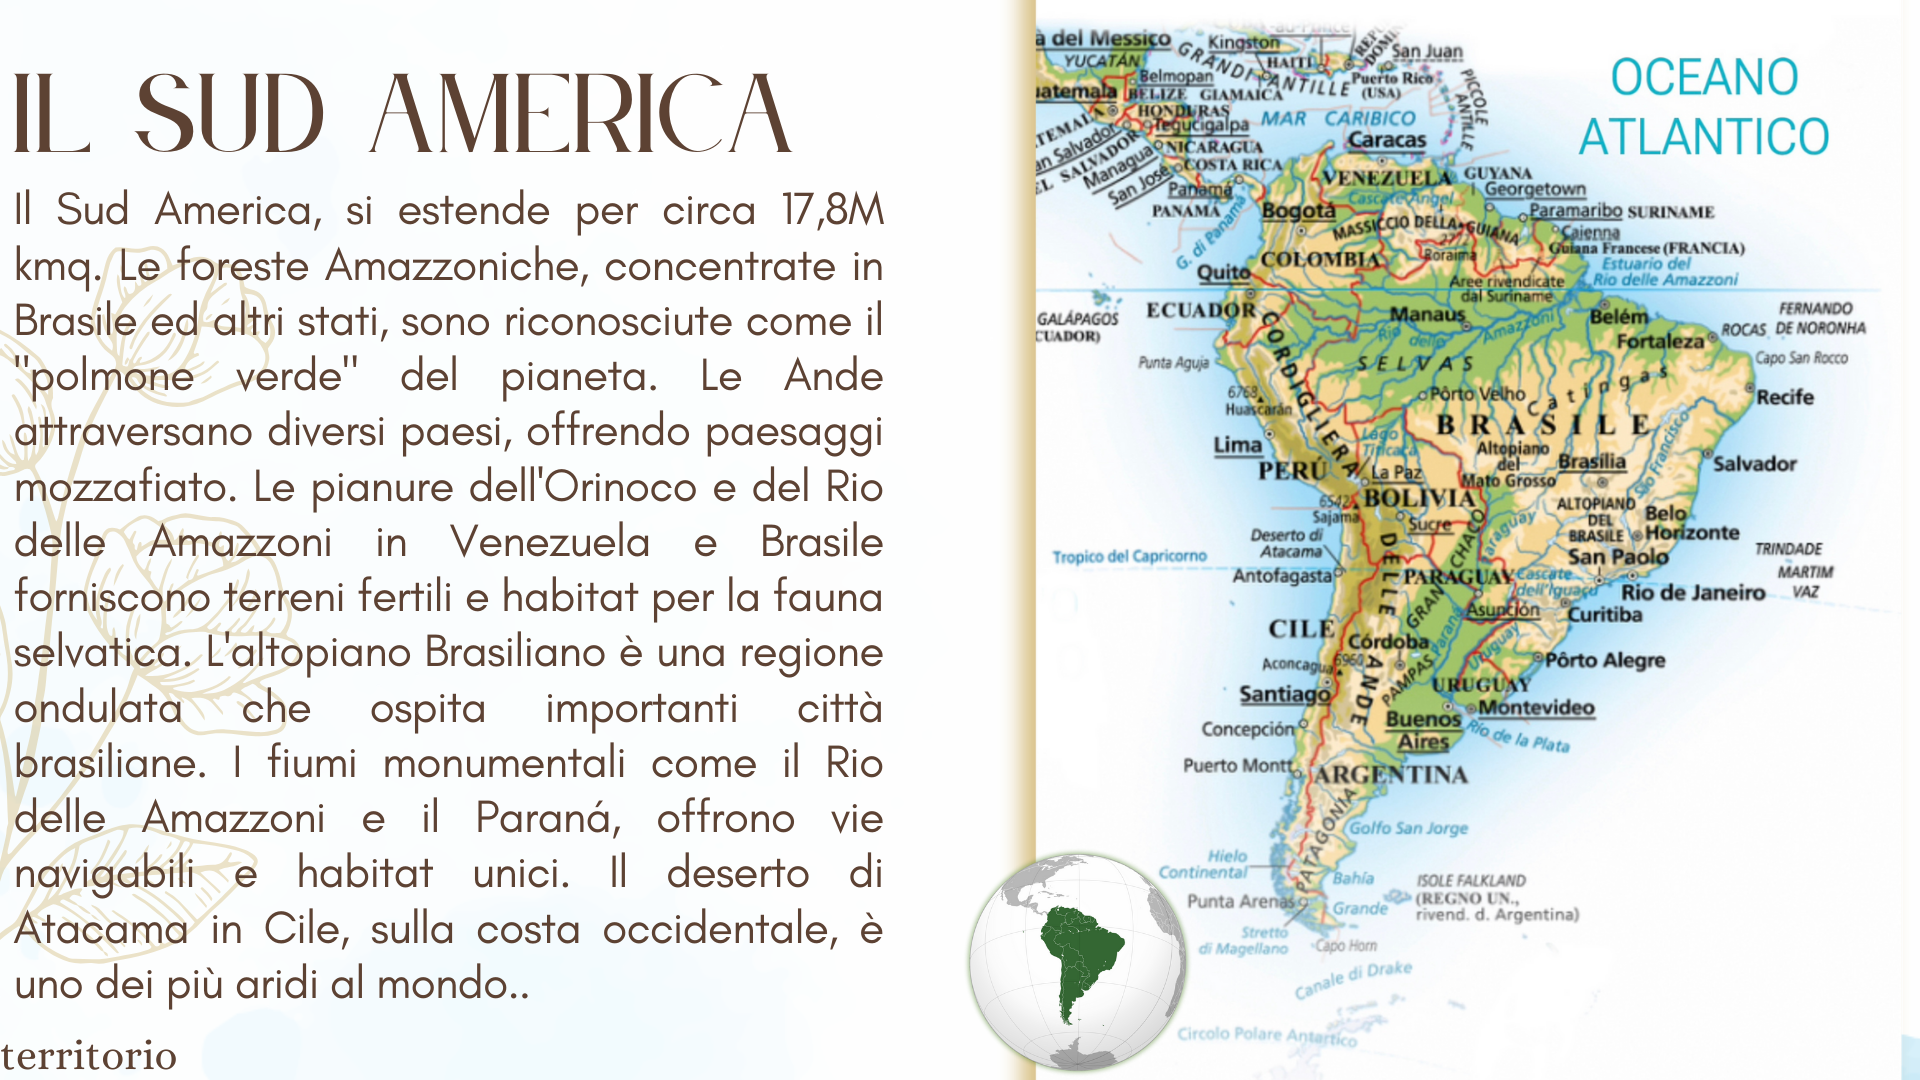 IL SUD AMERICA
Il Sud America, si estende per circa 17,8M
kmq. Le foreste Amazzoniche, concentrate in
Brasile ed altri stati, sono riconosciute come il
"polmone verde" del pianeta. Le Ande
attraversano diversi paesi, offrendo paesaggi
mozzafiato. Le pianure dell'Orinoco e del Rio
delle Amazzoni in Venezuela e Brasile
forniscono terreni fertili e habitat per la fauna
selvatica. L'altopiano Brasiliano è una regione
ondulata che ospita importanti città
brasiliane. I fiumi monumentali come il Rio
delle Amazzoni e il Paraná, offrono vie
navigabili e habitat unici. Il deserto di
Atacama in Cile, sulla costa occidentale, è
uno dei più aridi al mondo..
territorio
OCEANO
ATLANTICO
à del Messico
YUCATÁN
Kingston
HAITI
San Juan
Puerto Rico
(USA)
GRANDI ANTILLE
PICCOLE
ANTILLE
Belmopan
BELIZE
GIAMAICA
uatemala
HONDURAS
Tegucigalpa
MAR CARIBICO
an Salvador
EL SALVADOR
NICARAGUA
Managua
COSTA RICA
San José
Panamá
PANAMÁ
G. di Panamá
Caracas
VENEZUELA
Cascate Angel
GUYANA
Georgetown
Paramaribo SURINAME
Caienna
Guiana Francese (FRANCIA)
Bogotá
MASSICCIO DELLA GUIANA
Roraima
COLOMBIA
Estuario del
Rio delle Amazzoni
Aree rivendicate
dal Suriname
Quito
ECUADOR
GALÁPAGOS
CUADOR)
Manaus
Rio delle Amazzoni
Belém
Fortaleza
FERNANDO
DE NORONHA
ROCAS
Capo San Rocco
Punta Aguja
SELVAS
6768
Huascarán
Pôrto Velho
Catingas
Recife
CORDIGLIERA DELLE ANDE
BRASILE
Lima
PERÚ
Lago
Titicaca
La Paz
Altopiano
del
Mato Grosso
Brasília
São Francisco
Salvador
BOLIVIA
6542
Sajama
Sucre
ALTOPIANO
DEL
BRASILE
Belo
Horizonte
Deserto di
Atacama
GRAN CHACO
Paraguay
San Paolo
TRINDADE
MARTIM
VAZ
Tropico del Capricorno
Antofagasta
PARAGUAY
Cascate
dell'Iguaçu
Rio de Janeiro
Asunción
Curitiba
CILE
Córdoba
Paraná
Uruguay
Aconcagua
6960
Pôrto Alegre
PAMPAS
URUGUAY
Santiago
Montevideo
Buenos
Aires
Río de la Plata
Concepción
Puerto Montt
ARGENTINA
PATAGONIA
Golfo San Jorge
Hielo
Continental
Bahía
Grande
Punta Arenas
ISOLE FALKLAND
(REGNO UN.,
rivend. d. Argentina)
Stretto
di Magellano
Capo Horn
Canale di Drake
Circolo Polare Antartico